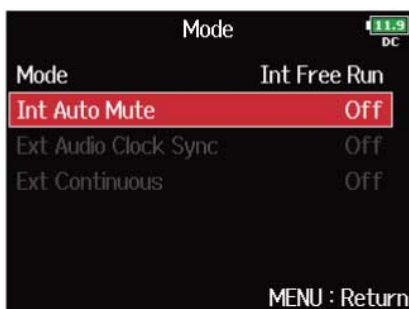 Mode
11.9
DC
Mode Int Free Run
Int Auto Mute Off
Ext Audio Clock Sync Off
Ext Continuous Off
MENU : Return